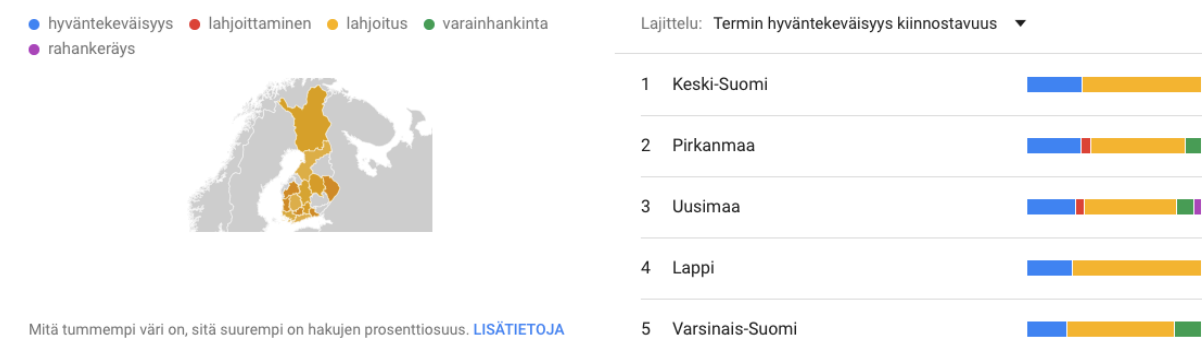 hyväntekeväisyys lahjoittaminen lahjoitus varainhankinta
rahankeräys
Mitä tummempi väri on, sitä suurempi on hakujen prosenttiosuus. LISÄTIETOJA
Lajittelu: Termin hyväntekeväisyys kiinnostavuus
1 Keski-Suomi
2 Pirkanmaa
3 Uusimaa
4 Lappi
5 Varsinais-Suomi